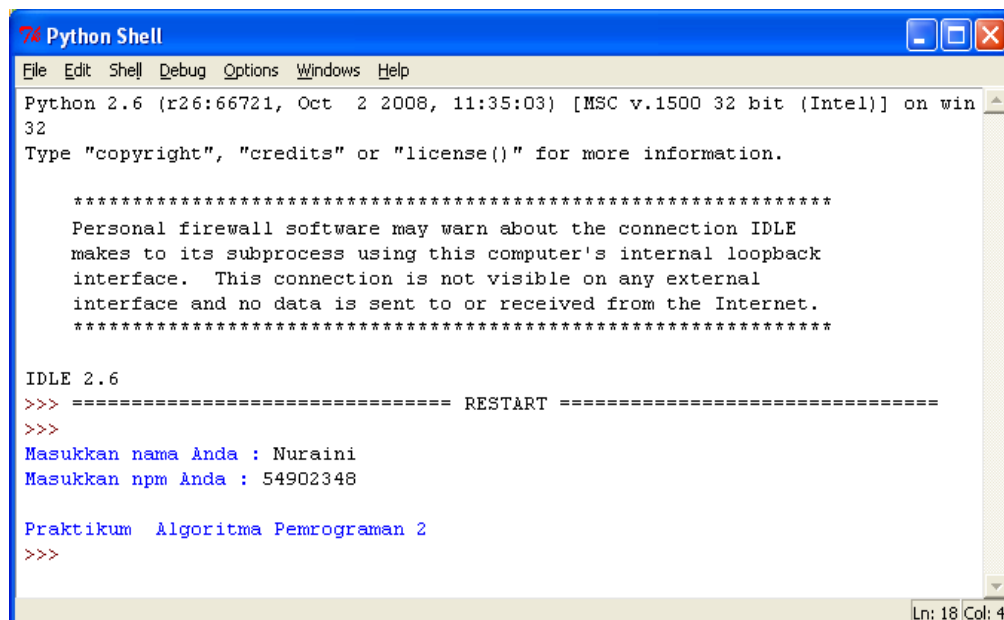 Python Shell
File Edit Shell Debug Options Windows Help
Python 2.6 (r26:66721, Oct  2 2008, 11:35:03) [MSC v.1500 32 bit (Intel)] on win
32
Type "copyright", "credits" or "license()" for more information.
****************************************************************
Personal firewall software may warn about the connection IDLE
makes to its subprocess using this computer's internal loopback
interface.  This connection is not visible on any external
interface and no data is sent to or received from the Internet.
****************************************************************
IDLE 2.6
>>> ================================ RESTART ================================
>>>
Masukkan nama Anda : Nuraini
Masukkan npm Anda : 54902348
Praktikum  Algoritma Pemrograman 2
>>>
Ln: 18 Col: 4